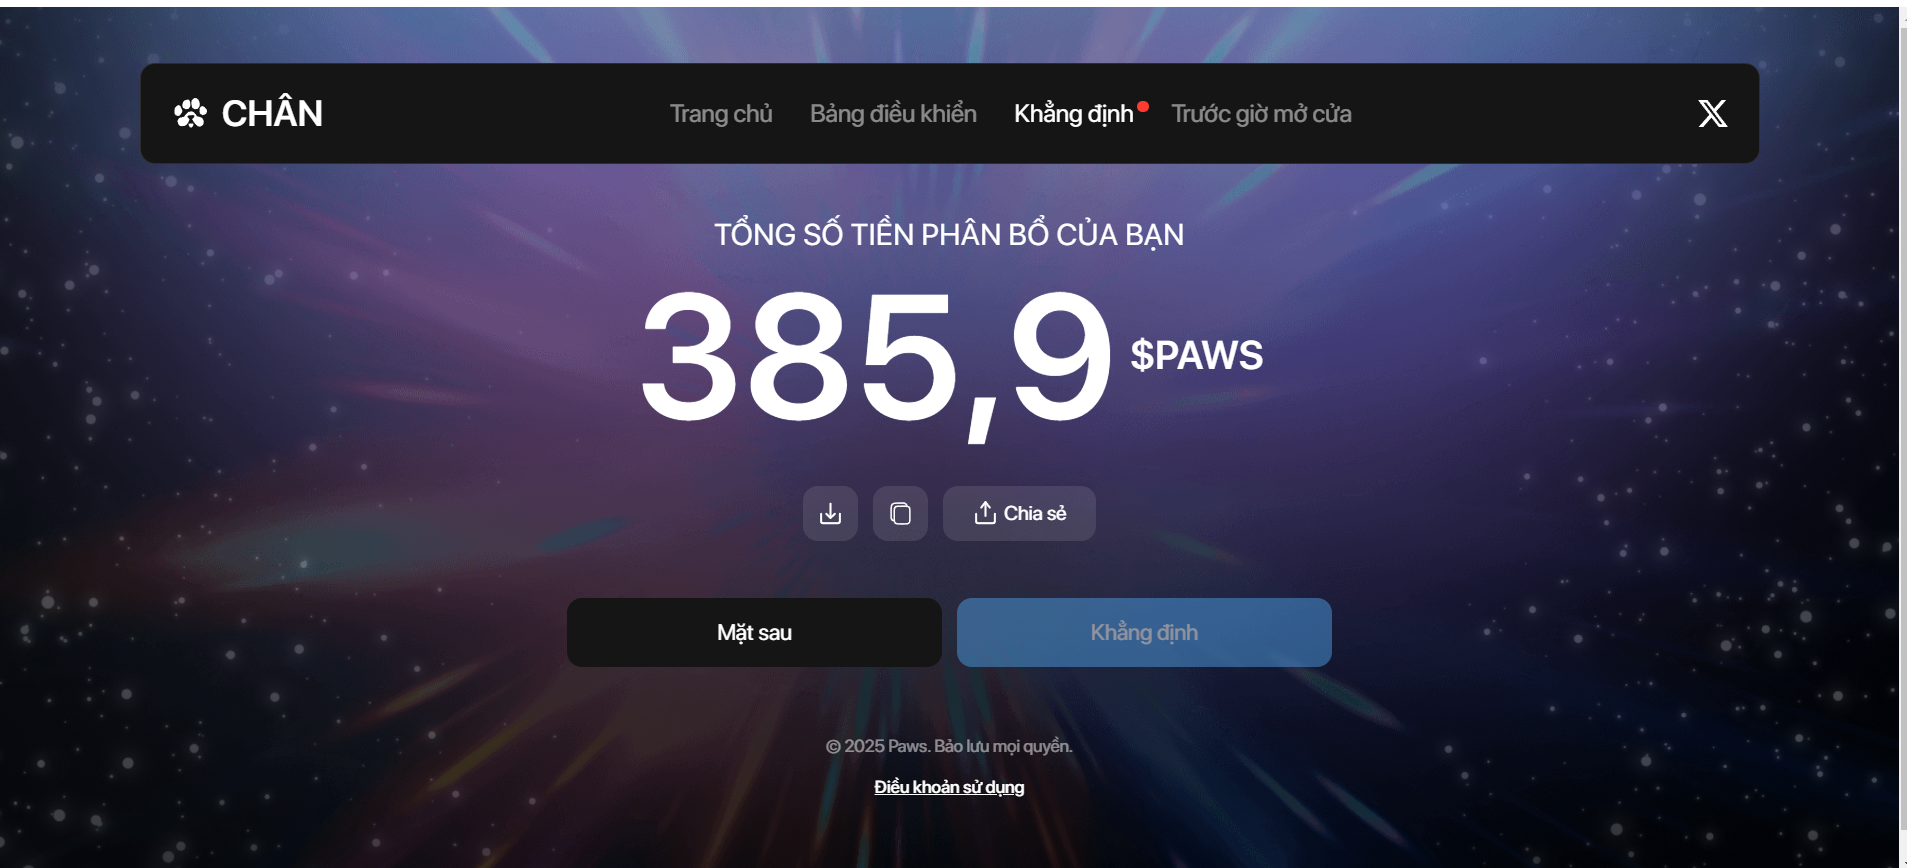 CHÂN
Trang chủ
Bảng điều khiển
Khẳng định
Trước giờ mở cửa
TỔNG SỐ TIỀN PHÂN BỔ CỦA BẠN
385,9 $PAWS
Chia sẻ
Mặt sau
Khẳng định
© 2025 Paws. Bảo lưu mọi quyền.
Điều khoản sử dụng